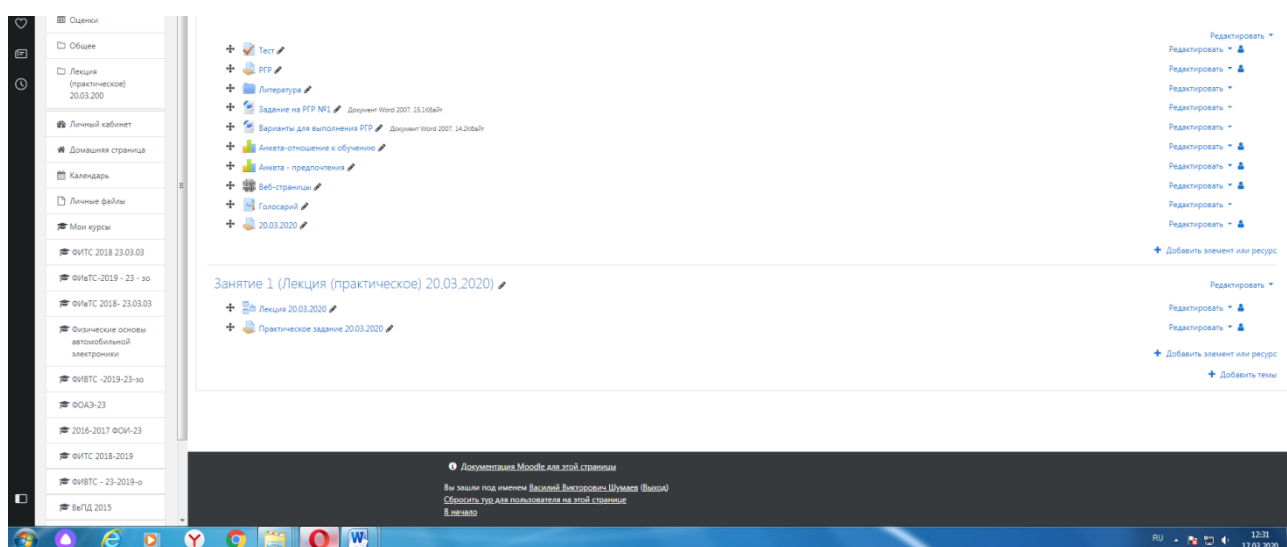 Оценки
Общее
Лекция
(практическое)
20.03.200
Личный кабинет
Домашняя страница
Календарь
Личные файлы
Мои курсы
ФИТС 2018 23.03.03
ФИвТС-2019 - 23 - зо
ФИвТС 2018- 23.03.03
Физические основы
автомобильной
электроники
ФИВТС -2019-23-зо
ФОАЭ-23
2016-2017 ФОИ-23
ФИТС 2018-2019
ФИВТС - 23-2019-о
ВвПД 2015
Редактировать
Тест Редактировать
РГР Редактировать
Литература Редактировать
Задание на РГР №1 Документ Word 2007, 15.1Кбайт Редактировать
Варианты для выполнения РГР Документ Word 2007, 14.2Кбайт Редактировать
Анкета-отношение к обучению Редактировать
Анкета - предпочтения Редактировать
Веб-страницы Редактировать
Голосарий Редактировать
20.03.2020 Редактировать
Добавить элемент или ресурс
Занятие 1 (Лекция (практическое) 20.03.2020) Редактировать
Лекция 20.03.2020 Редактировать
Практическое задание 20.03.2020 Редактировать
Добавить элемент или ресурс
Добавить темы
Документация Moodle для этой страницы
Вы зашли под именем Василий Викторович Шумаев (Выход)
Сбросить тур для пользователя на этой странице
В начало
RU 12:31
17.03.2020